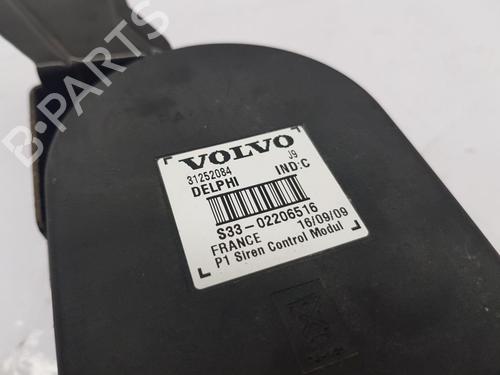 B-PARTS
VOLVO
31252084 J9
DELPHI IND:C
S33-02206516
FRANCE 16/09/09
P1 Siren Control Modul